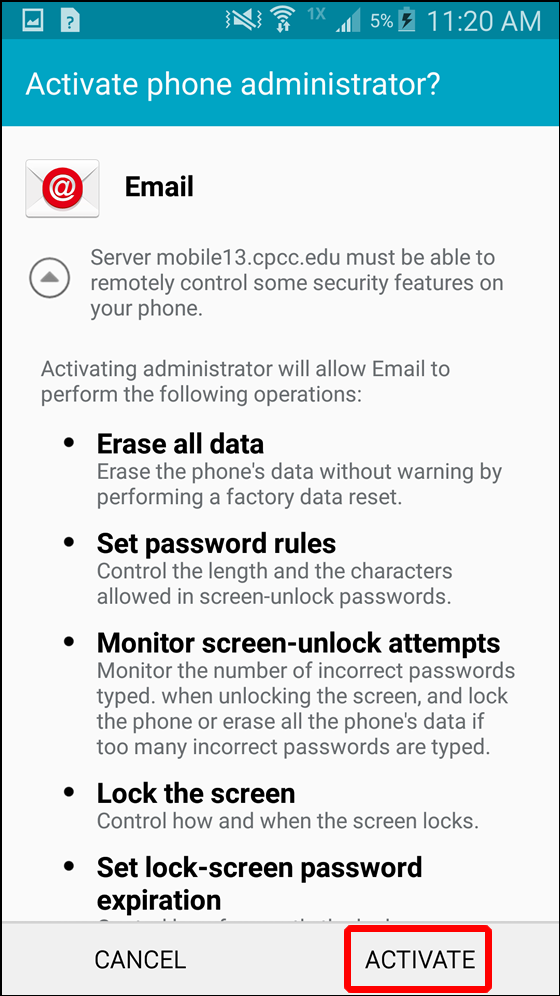 1X 5% 11:20 AM
Activate phone administrator?
@ Email
Server mobile13.cpcc.edu must be able to
remotely control some security features on
your phone.
Activating administrator will allow Email to
perform the following operations:
• Erase all data
Erase the phone's data without warning by
performing a factory data reset.
• Set password rules
Control the length and the characters
allowed in screen-unlock passwords.
• Monitor screen-unlock attempts
Monitor the number of incorrect passwords
typed. when unlocking the screen, and lock
the phone or erase all the phone's data if
too many incorrect passwords are typed.
• Lock the screen
Control how and when the screen locks.
• Set lock-screen password
expiration
CANCEL ACTIVATE